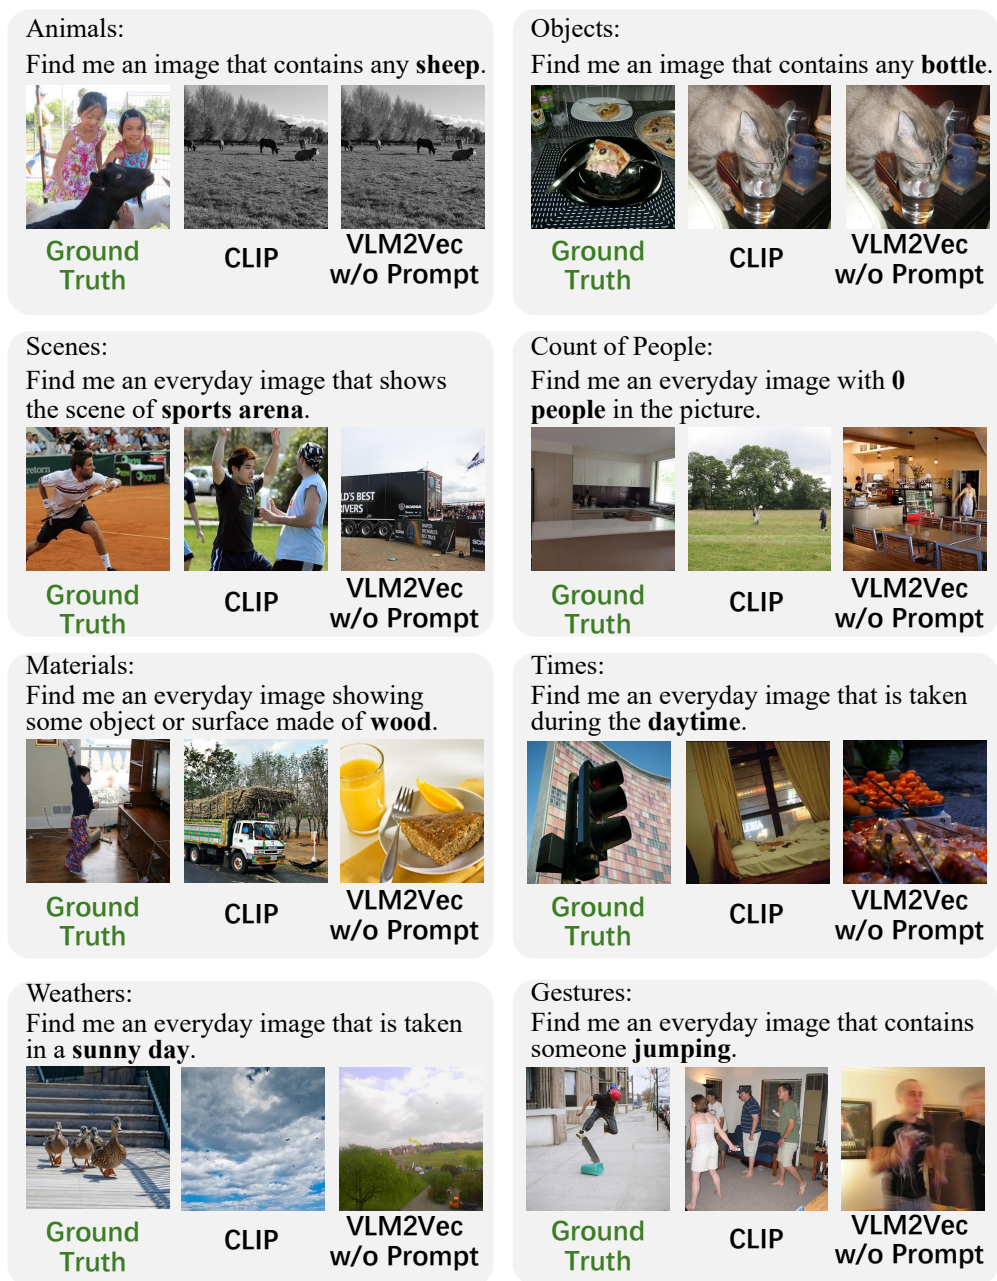 Animals:
Find me an image that contains any sheep.
Ground
Truth
CLIP
VLM2Vec
w/o Prompt
Objects:
Find me an image that contains any bottle.
Ground
Truth
CLIP
VLM2Vec
w/o Prompt
Scenes:
Find me an everyday image that shows
the scene of sports arena.
retorn
LD'S BEST
RIVERS
SCANIA
Ground
Truth
CLIP
VLM2Vec
w/o Prompt
Count of People:
Find me an everyday image with 0
people in the picture.
Ground
Truth
CLIP
VLM2Vec
w/o Prompt
Materials:
Find me an everyday image showing
some object or surface made of wood.
Ground
Truth
CLIP
VLM2Vec
w/o Prompt
Times:
Find me an everyday image that is taken
during the daytime.
Ground
Truth
CLIP
VLM2Vec
w/o Prompt
Weathers:
Find me an everyday image that is taken
in a sunny day.
Ground
Truth
CLIP
VLM2Vec
w/o Prompt
Gestures:
Find me an everyday image that contains
someone jumping.
Ground
Truth
CLIP
VLM2Vec
w/o Prompt